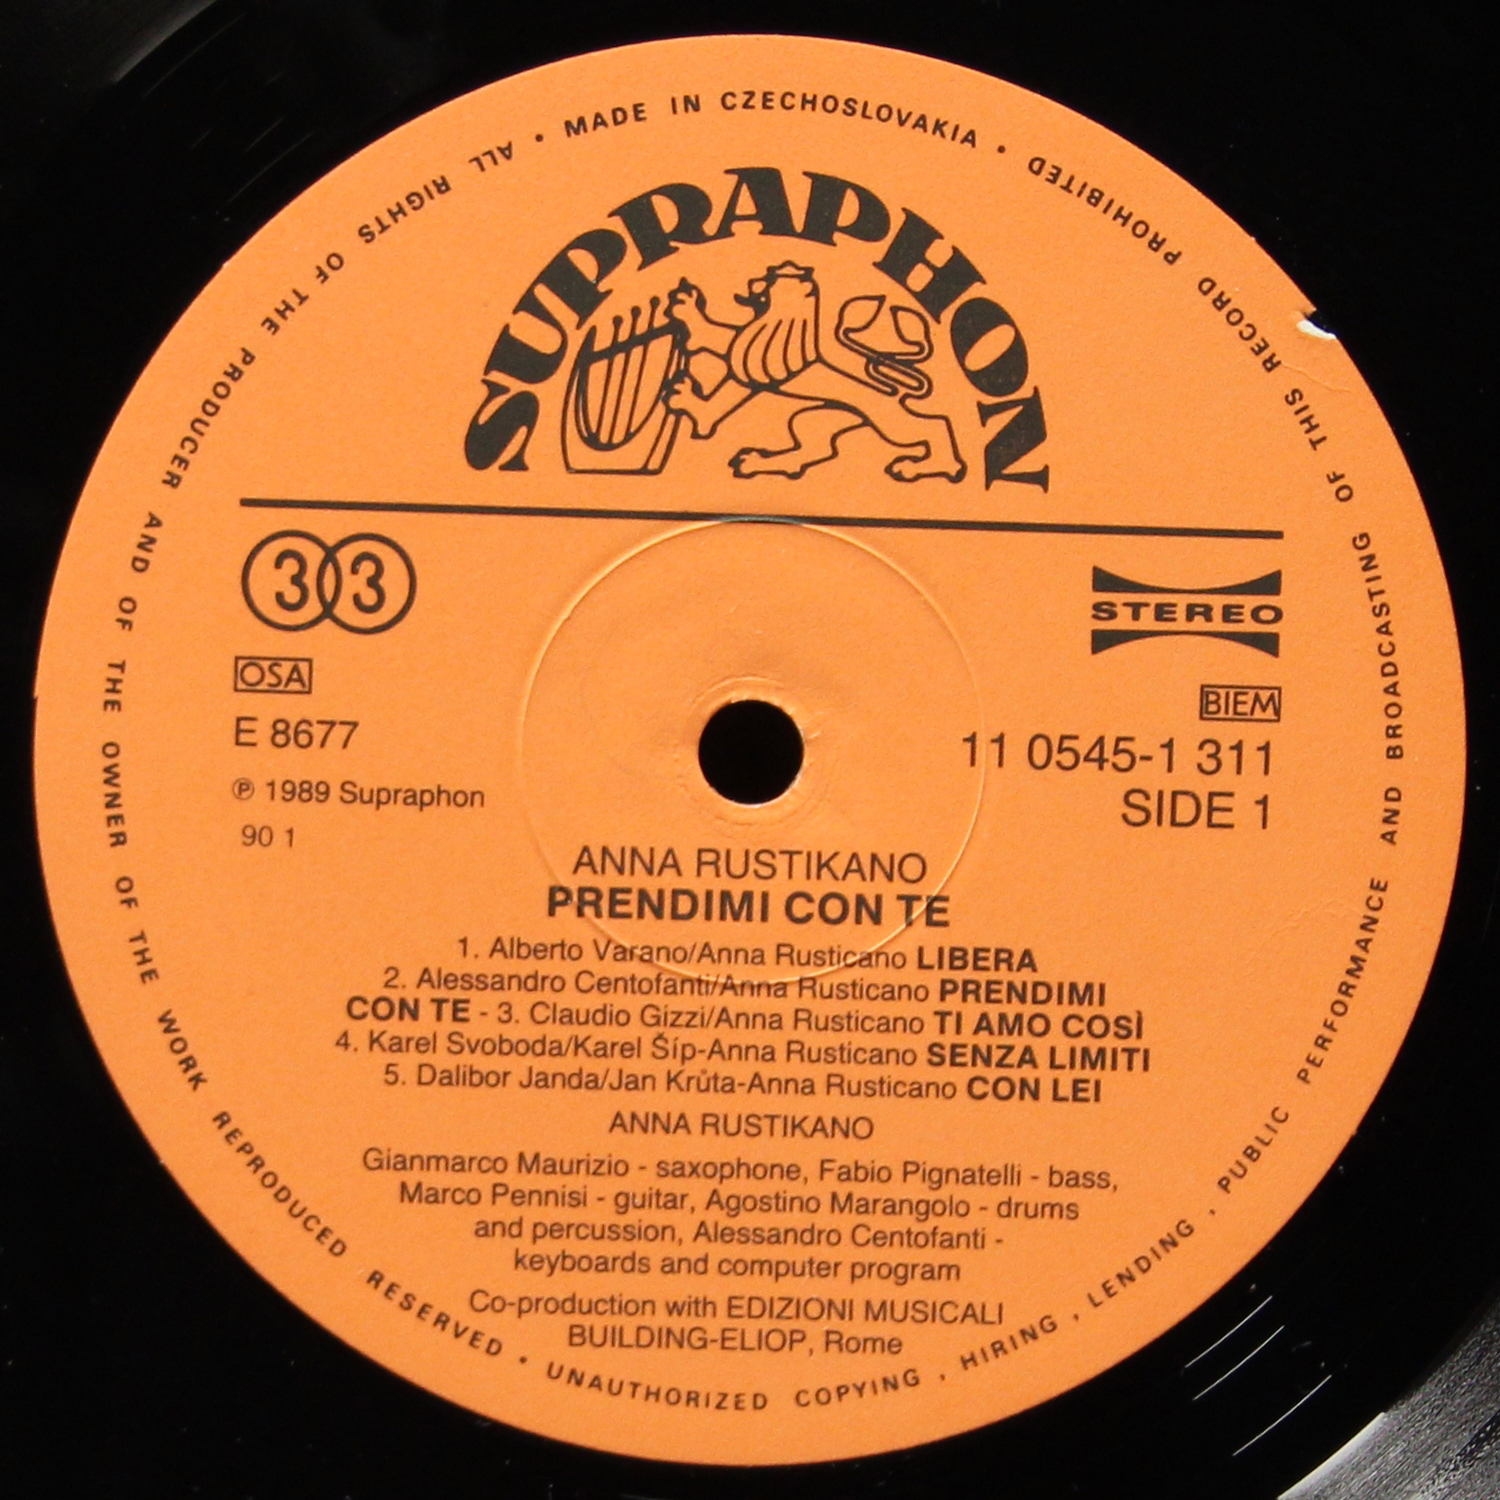 • MADE IN CZECHOSLOVAKIA •
ALL RIGHTS OF THE PRODUCER AND OF THE OWNER OF THE WORK REPRODUCED RESERVED • UNAUTHORIZED COPYING , HIRING , LENDING , PUBLIC PERFORMANCE AND BROADCASTING OF THIS RECORD PROHIBITED
SUPRAPHON
33
STEREO
OSA
BIEM
E 8677
11 0545-1 311
℗ 1989 Supraphon
SIDE 1
90 1
ANNA RUSTIKANO
PRENDIMI CON TE
1. Alberto Varano/Anna Rusticano LIBERA
2. Alessandro Centofanti/Anna Rusticano PRENDIMI
CON TE - 3. Claudio Gizzi/Anna Rusticano TI AMO COSÌ
4. Karel Svoboda/Karel Šíp-Anna Rusticano SENZA LIMITI
5. Dalibor Janda/Jan Krůta-Anna Rusticano CON LEI
ANNA RUSTIKANO
Gianmarco Maurizio - saxophone, Fabio Pignatelli - bass,
Marco Pennisi - guitar, Agostino Marangolo - drums
and percussion, Alessandro Centofanti -
keyboards and computer program
Co-production with EDIZIONI MUSICALI
BUILDING-ELIOP, Rome